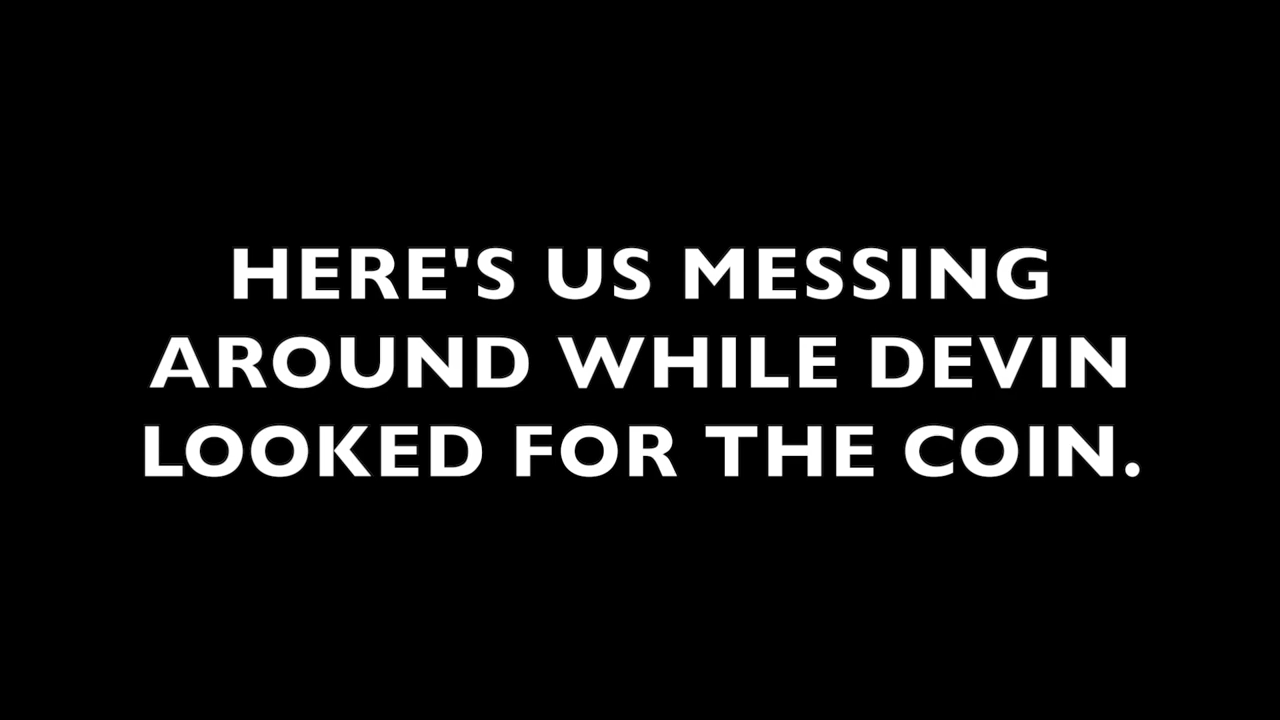 HERE'S US MESSING
AROUND WHILE DEVIN
LOOKED FOR THE COIN.